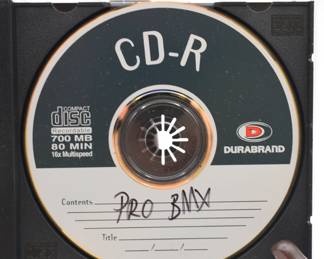 CD-R
COMPACT
disc
Recordable
700 MB
80 MIN
16x Multispeed
D
DURABRAND
Contents PRO BMX
Title